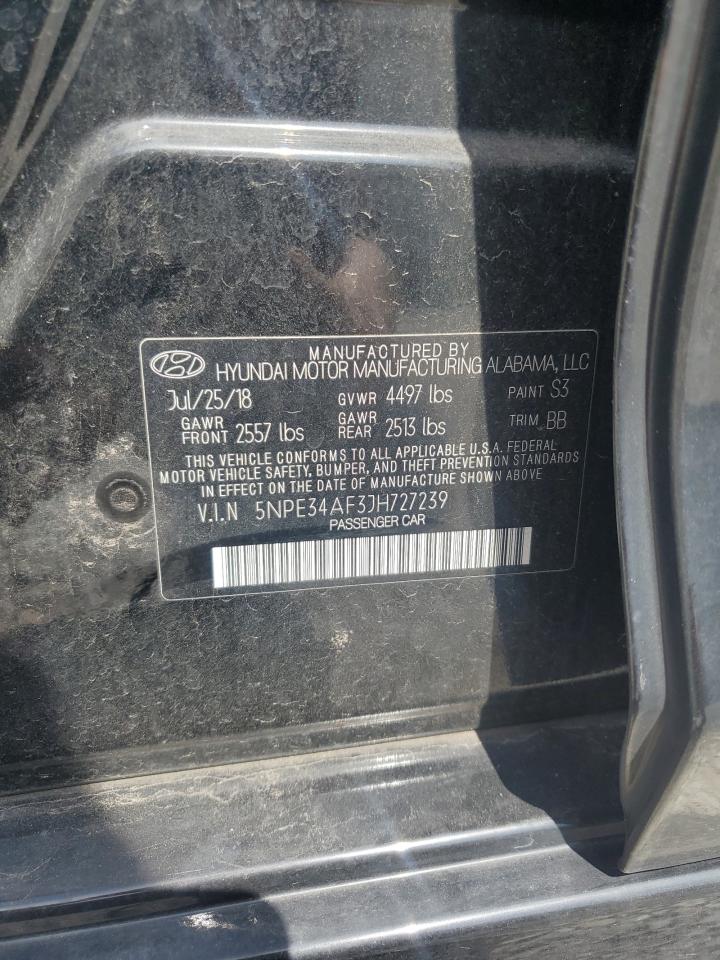 MANUFACTURED BY
HYUNDAI MOTOR MANUFACTURING ALABAMA, LLC
Jul/25/18 GVWR 4497 lbs PAINT S3
GAWR FRONT 2557 lbs GAWR REAR 2513 lbs TRIM BB
THIS VEHICLE CONFORMS TO ALL APPLICABLE U.S.A. FEDERAL
MOTOR VEHICLE SAFETY, BUMPER, AND THEFT PREVENTION STANDARDS
IN EFFECT ON THE DATE OF MANUFACTURE SHOWN ABOVE
V.I.N 5NPE34AF3JH727239
PASSENGER CAR